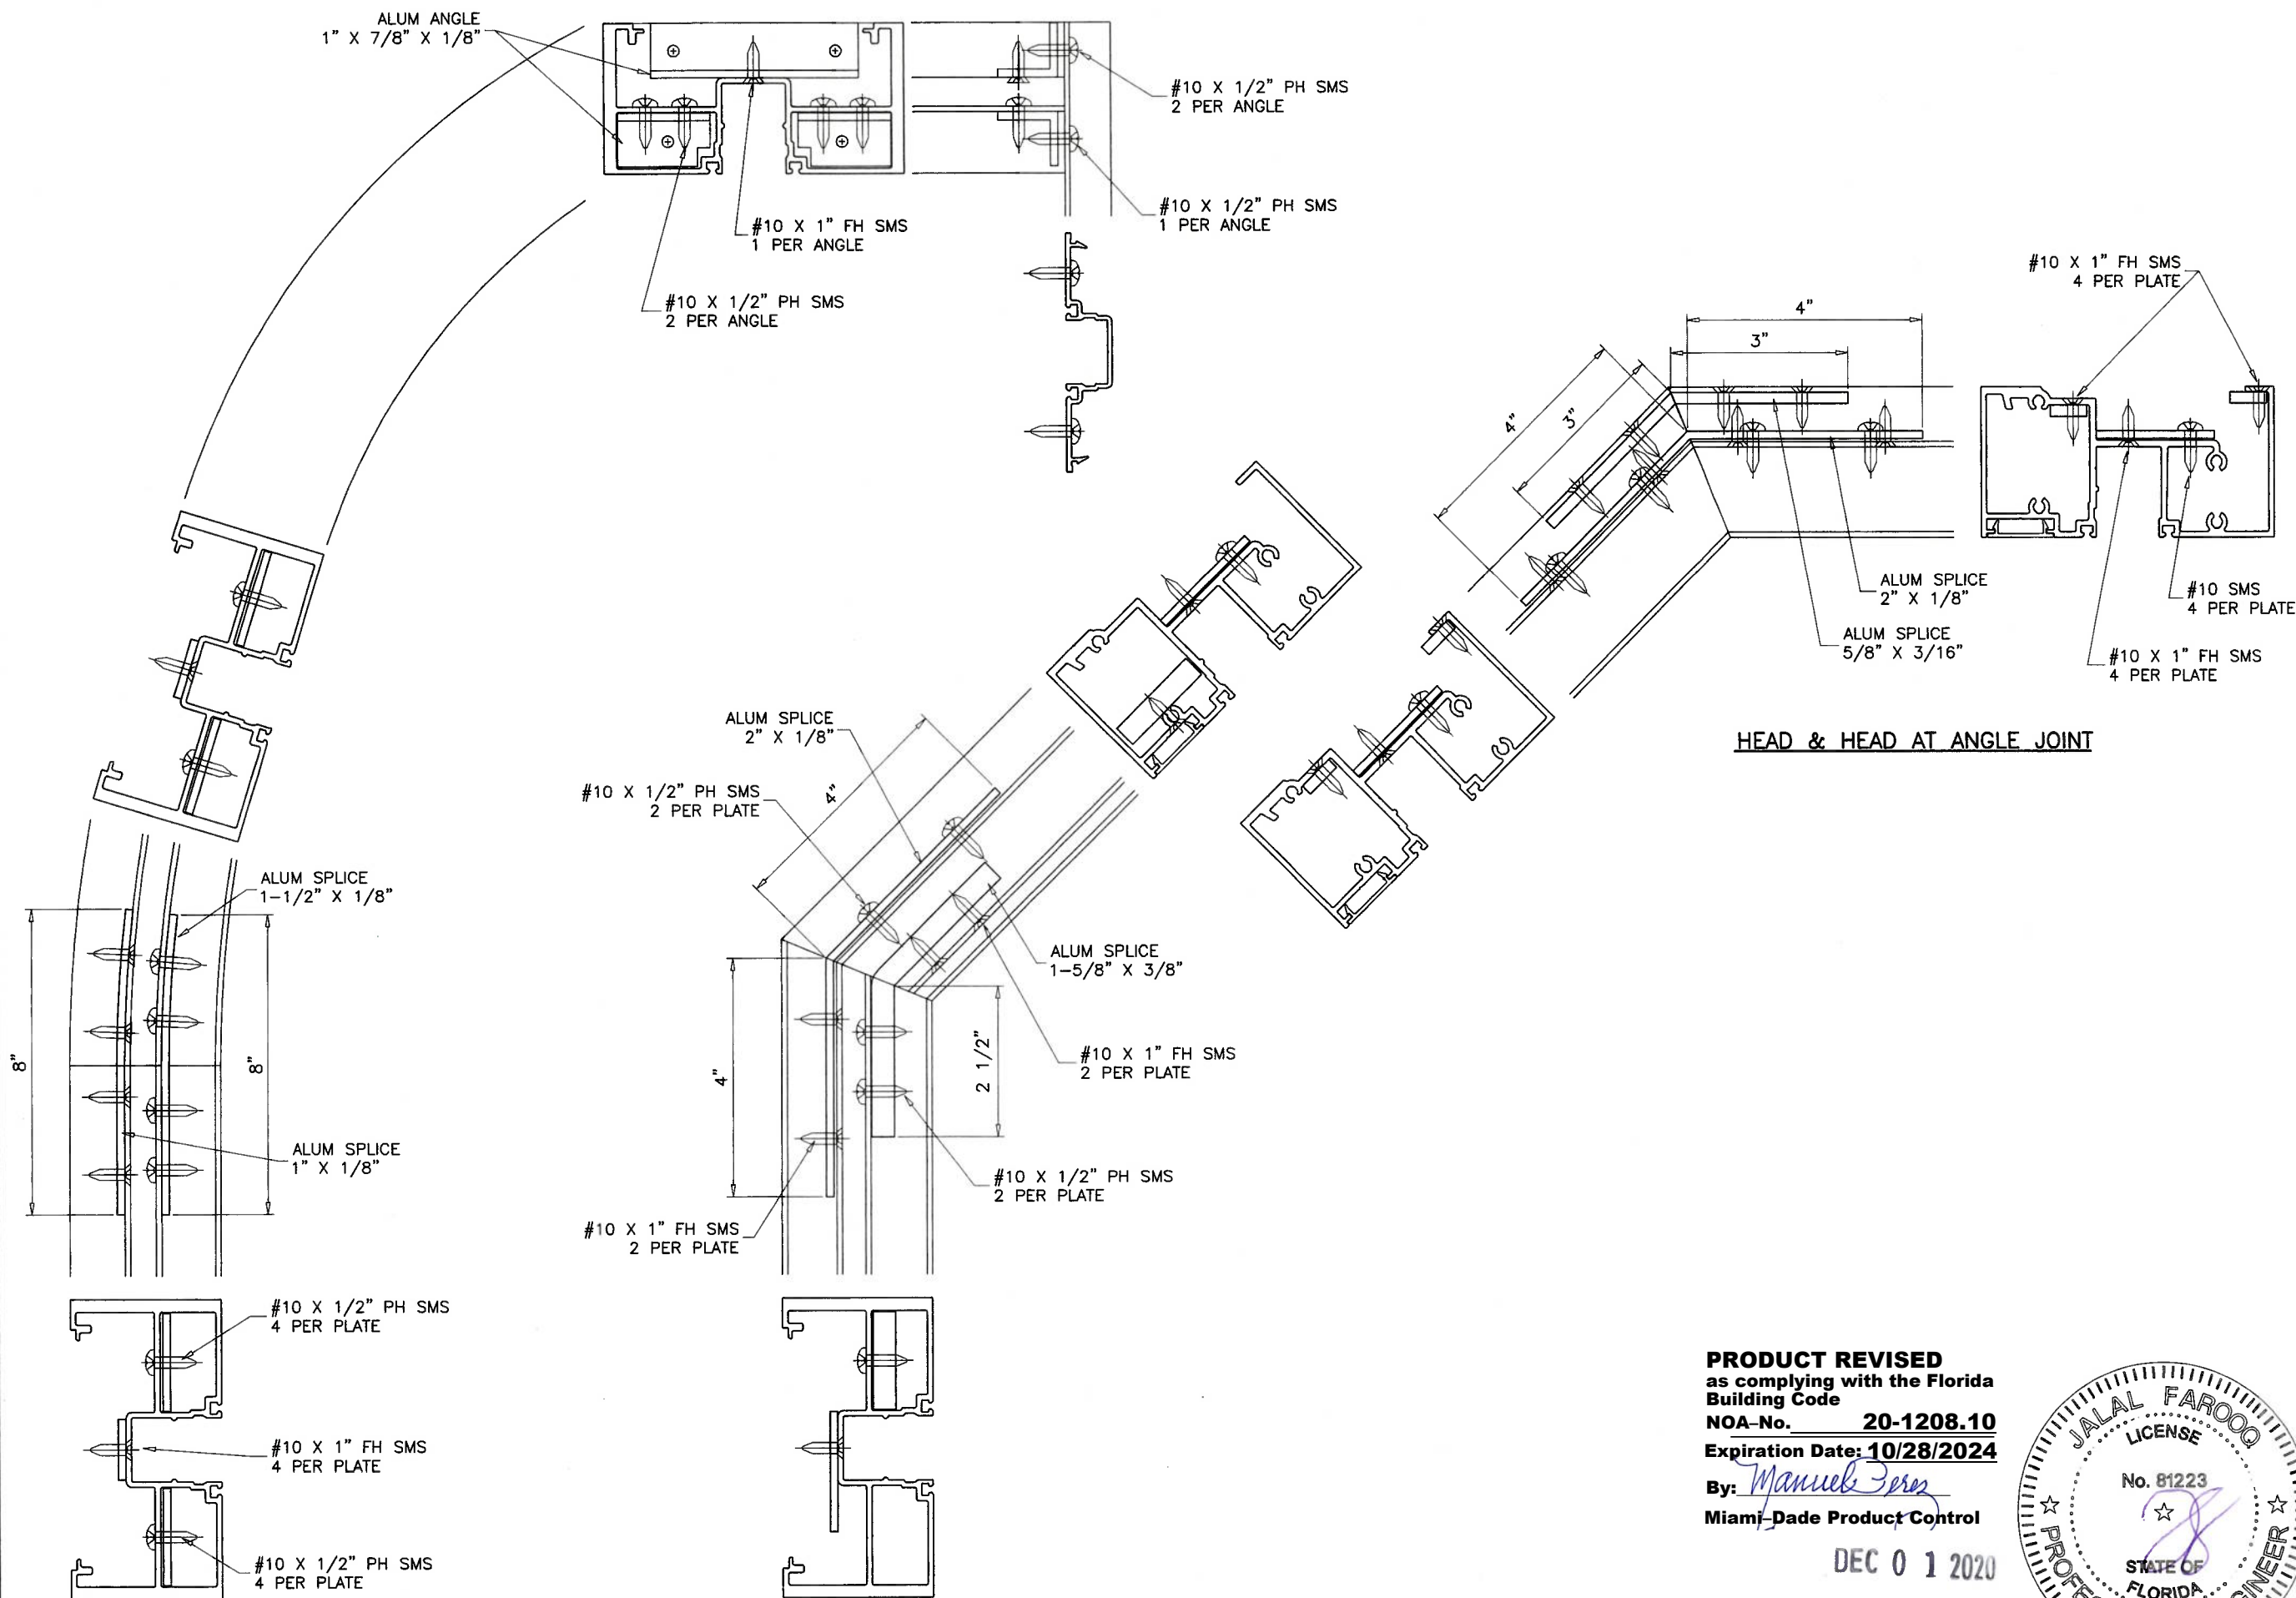 ALUM ANGLE
1" X 7/8" X 1/8"
#10 X 1/2" PH SMS
2 PER ANGLE
#10 X 1/2" PH SMS
1 PER ANGLE
#10 X 1" FH SMS
1 PER ANGLE
#10 X 1/2" PH SMS
2 PER ANGLE
#10 X 1" FH SMS
4 PER PLATE
4"
3"
4"
3"
ALUM SPLICE
2" X 1/8"
ALUM SPLICE
5/8" X 3/16"
#10 SMS
4 PER PLATE
#10 X 1" FH SMS
4 PER PLATE
HEAD & HEAD AT ANGLE JOINT
ALUM SPLICE
2" X 1/8"
#10 X 1/2" PH SMS
2 PER PLATE
4"
ALUM SPLICE
1-5/8" X 3/8"
4"
2 1/2"
#10 X 1" FH SMS
2 PER PLATE
#10 X 1/2" PH SMS
2 PER PLATE
#10 X 1" FH SMS
2 PER PLATE
ALUM SPLICE
1-1/2" X 1/8"
8"
8"
ALUM SPLICE
1" X 1/8"
#10 X 1/2" PH SMS
4 PER PLATE
#10 X 1" FH SMS
4 PER PLATE
#10 X 1/2" PH SMS
4 PER PLATE
PRODUCT REVISED
as complying with the Florida
Building Code
NOA-No. 20-1208.10
Expiration Date: 10/28/2024
By: Manuel Perez
Miami-Dade Product Control
DEC 01 2020
JALAL FAROOQ
LICENSE
No. 81223
STATE OF
FLORIDA